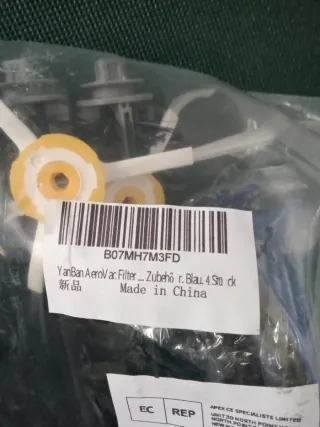 B07MH7M3FD
YanBan AeroVac Filter ... Zubehö r. Blau. 4 Stü ck
新品 Made in China
EC REP
APEX CE SPECIALISTS LIMITED